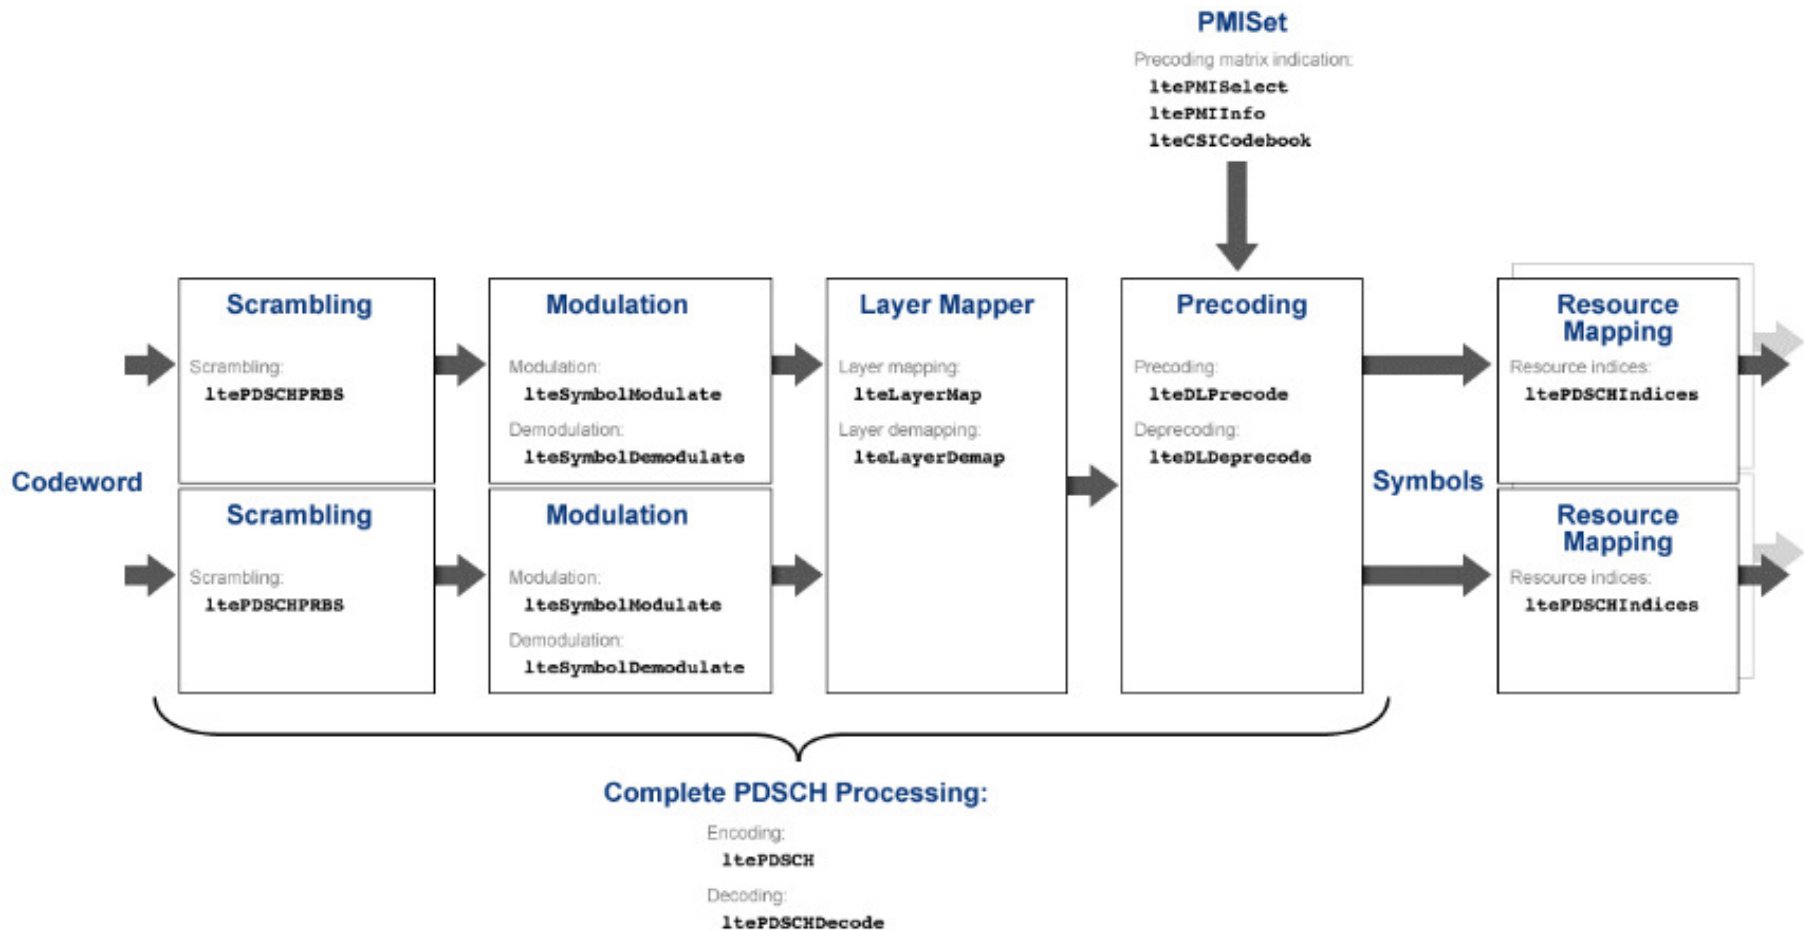 PMISet
Precoding matrix indication:
ltePMISelect
ltePMIInfo
lteCSICodebook
Codeword
Scrambling
Scrambling:
ltePDSCHPRBS
Scrambling
Scrambling:
ltePDSCHPRBS
Modulation
Modulation:
lteSymbolModulate
Demodulation:
lteSymbolDemodulate
Modulation
Modulation:
lteSymbolModulate
Demodulation:
lteSymbolDemodulate
Layer Mapper
Layer mapping:
lteLayerMap
Layer demapping:
lteLayerDemap
Precoding
Precoding:
lteDLPrecode
Deprecoding:
lteDLDeprecode
Symbols
Resource
Mapping
Resource indices:
ltePDSCHIndices
Resource
Mapping
Resource indices:
ltePDSCHIndices
Complete PDSCH Processing:
Encoding:
ltePDSCH
Decoding:
ltePDSCHDecode